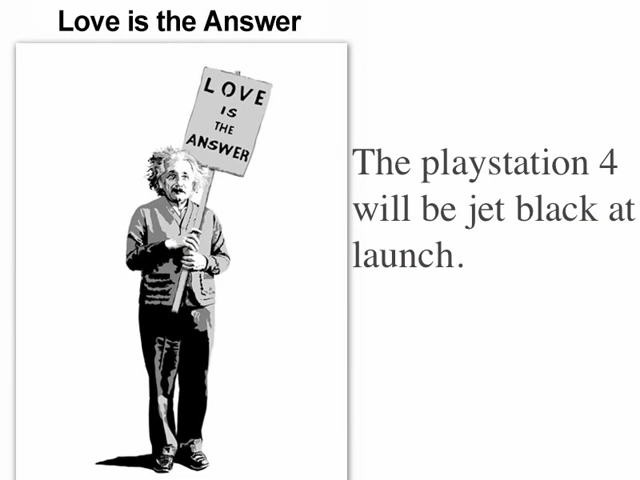 Love is the Answer
LOVE
IS
THE
ANSWER
The playstation 4
will be jet black at
launch.